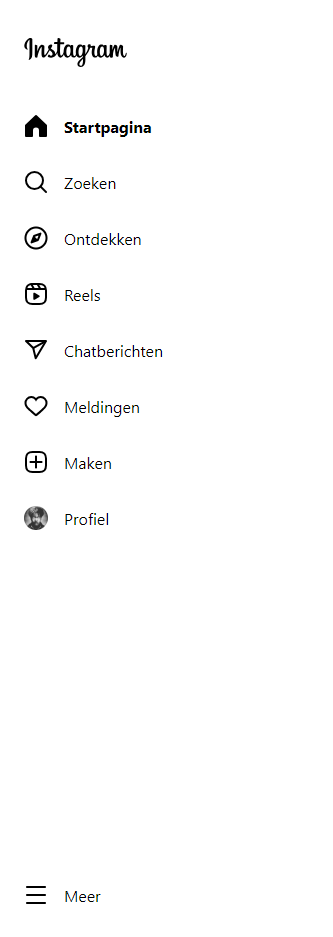 Instagram
Startpagina
Zoeken
Ontdekken
Reels
Chatberichten
Meldingen
Maken
Profiel
Meer